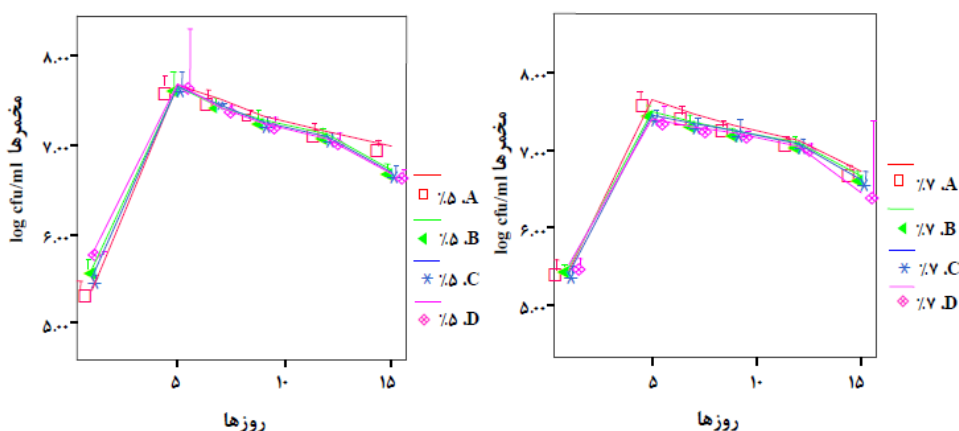 ۸.۰۰
۷.۰۰
۶.۰۰
۵.۰۰
مخمرها log cfu/ml
۵
۱۰
۱۵
روزها
٪۵ .A
٪۵ .B
٪۵ .C
٪۵ .D
۸.۰۰
۷.۰۰
۶.۰۰
۵.۰۰
مخمرها log cfu/ml
۵
۱۰
۱۵
روزها
٪۷ .A
٪۷ .B
٪۷ .C
٪۷ .D